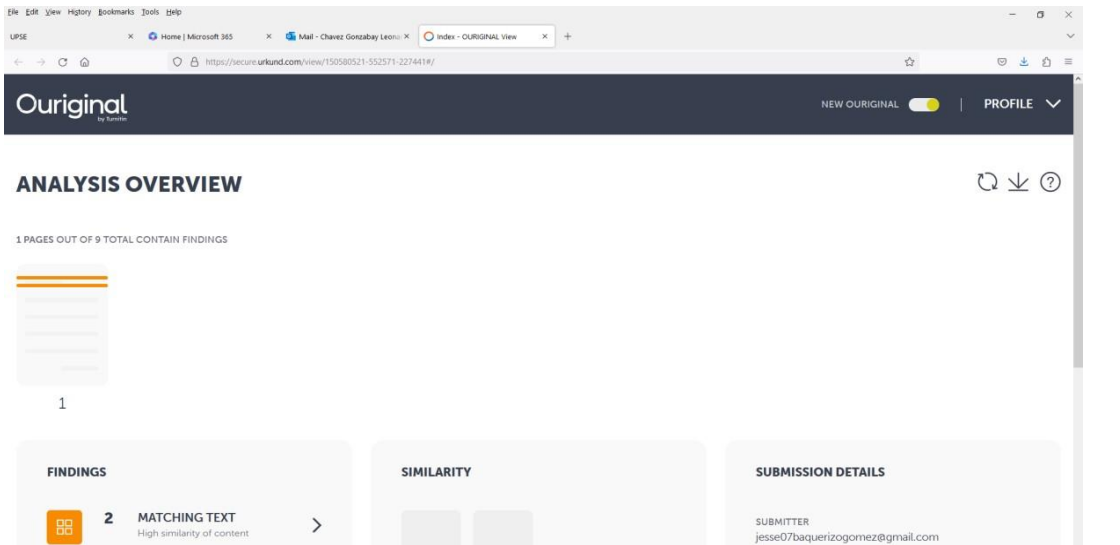 File Edit View History Bookmarks Tools Help
UPSE Home | Microsoft 365 Mail - Chavez Gonzabay Leona Index - OURIGINAL View
https://secure.urkund.com/view/150580521-552571-227441#/
Ouriginal
by Turnitin
NEW OURIGINAL | PROFILE
ANALYSIS OVERVIEW
1 PAGES OUT OF 9 TOTAL CONTAIN FINDINGS
1
FINDINGS
2 MATCHING TEXT
High similarity of content
SIMILARITY
SUBMISSION DETAILS
SUBMITTER
jesse07baquerizogomez@gmail.com